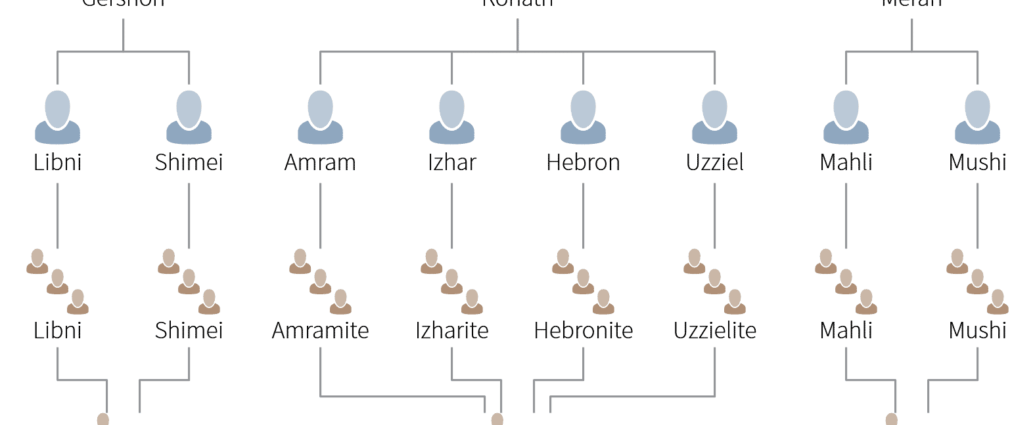 Gershon Kohath Merari
Libni Shimei Amram Izhar Hebron Uzziel Mahli Mushi
Libni Shimei Amramite Izharite Hebronite Uzzielite Mahli Mushi